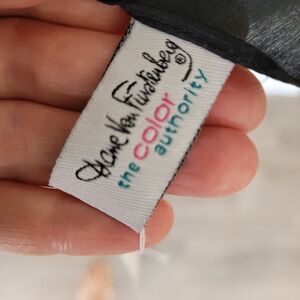 Diane Von Furstenberg ®
the color
authority